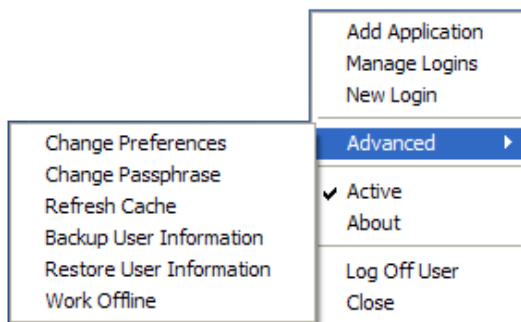 Add Application
Manage Logins
New Login
Advanced
Active
About
Log Off User
Close
Change Preferences
Change Passphrase
Refresh Cache
Backup User Information
Restore User Information
Work Offline